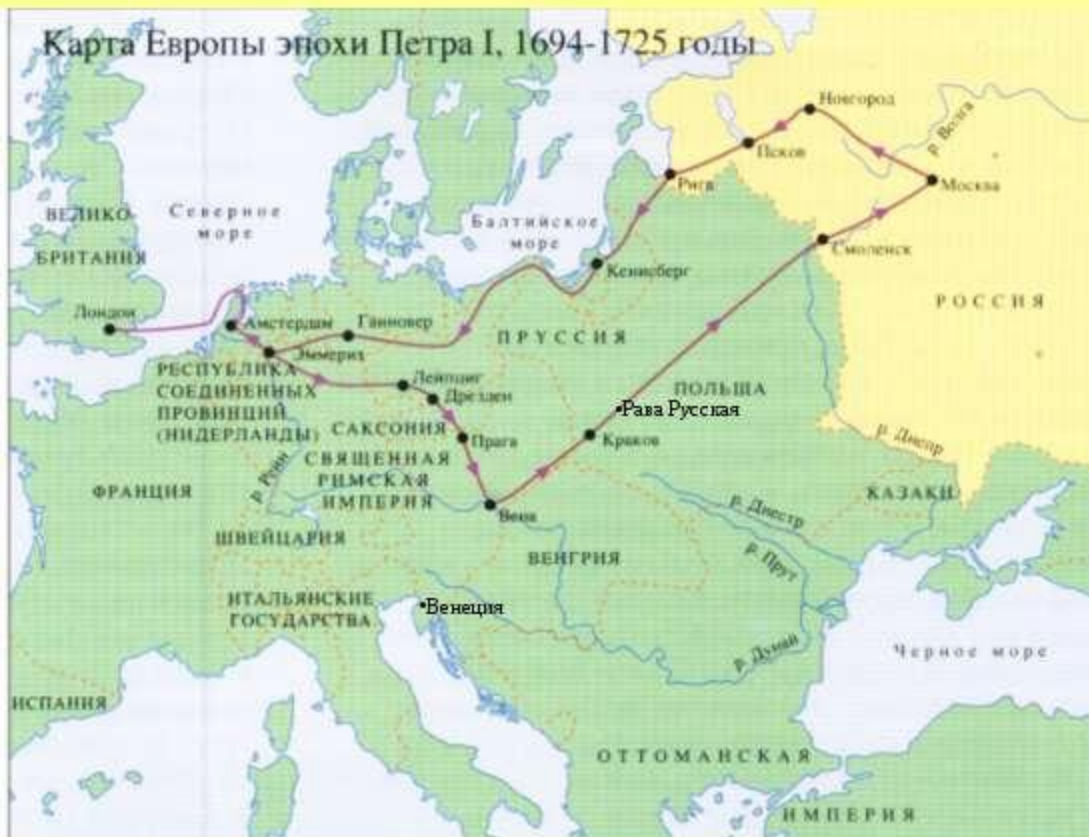 Карта Европы эпохи Петра I, 1694-1725 годы
Новгород
р. Волга
Псков
Рига
Москва
ВЕЛИКО-
БРИТАНИЯ
Северное
море
Балтийское
море
Смоленск
Кенисберг
РОССИЯ
Лондон
Амстердам
Ганновер
ПРУССИЯ
Эммерих
РЕСПУБЛИКА
СОЕДИНЕННЫХ
ПРОВИНЦИЙ
(НИДЕРЛАНДЫ)
Лейпциг
Дрезден
ПОЛЬША
Рава Русская
САКСОНИЯ
Прага
Краков
р. Днепр
СВЯЩЕННАЯ
РИМСКАЯ
ИМПЕРИЯ
р. Рейн
ФРАНЦИЯ
КАЗАКИ
Вена
р. Днестр
ШВЕЙЦАРИЯ
ВЕНГРИЯ
р. Прут
ИТАЛЬЯНСКИЕ
ГОСУДАРСТВА
Венеция
р. Дунай
Черное море
ИСПАНИЯ
ОТТОМАНСКАЯ
ИМПЕРИЯ